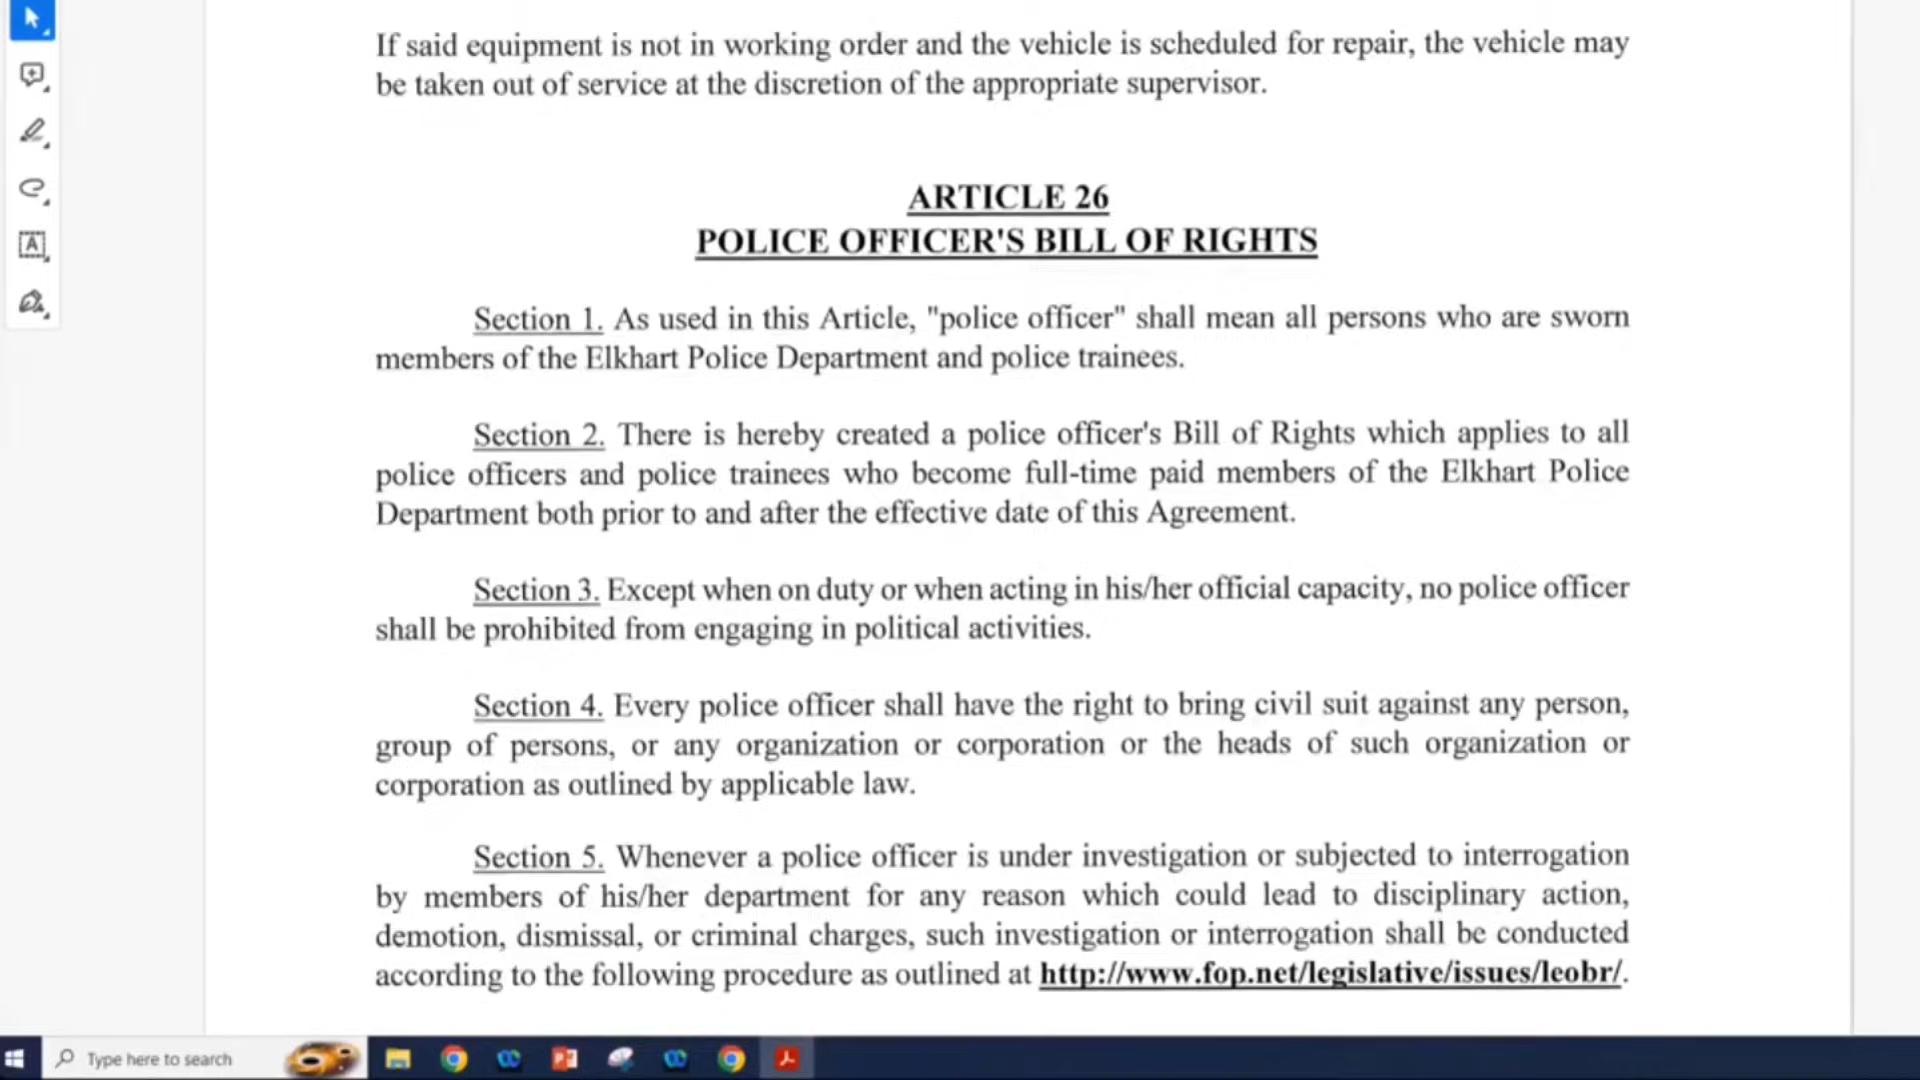 If said equipment is not in working order and the vehicle is scheduled for repair, the vehicle may
be taken out of service at the discretion of the appropriate supervisor.
ARTICLE 26
POLICE OFFICER'S BILL OF RIGHTS
Section 1. As used in this Article, "police officer" shall mean all persons who are sworn
members of the Elkhart Police Department and police trainees.
Section 2. There is hereby created a police officer's Bill of Rights which applies to all
police officers and police trainees who become full-time paid members of the Elkhart Police
Department both prior to and after the effective date of this Agreement.
Section 3. Except when on duty or when acting in his/her official capacity, no police officer
shall be prohibited from engaging in political activities.
Section 4. Every police officer shall have the right to bring civil suit against any person,
group of persons, or any organization or corporation or the heads of such organization or
corporation as outlined by applicable law.
Section 5. Whenever a police officer is under investigation or subjected to interrogation
by members of his/her department for any reason which could lead to disciplinary action,
demotion, dismissal, or criminal charges, such investigation or interrogation shall be conducted
according to the following procedure as outlined at http://www.fop.net/legislative/issues/leobr/.
Type here to search